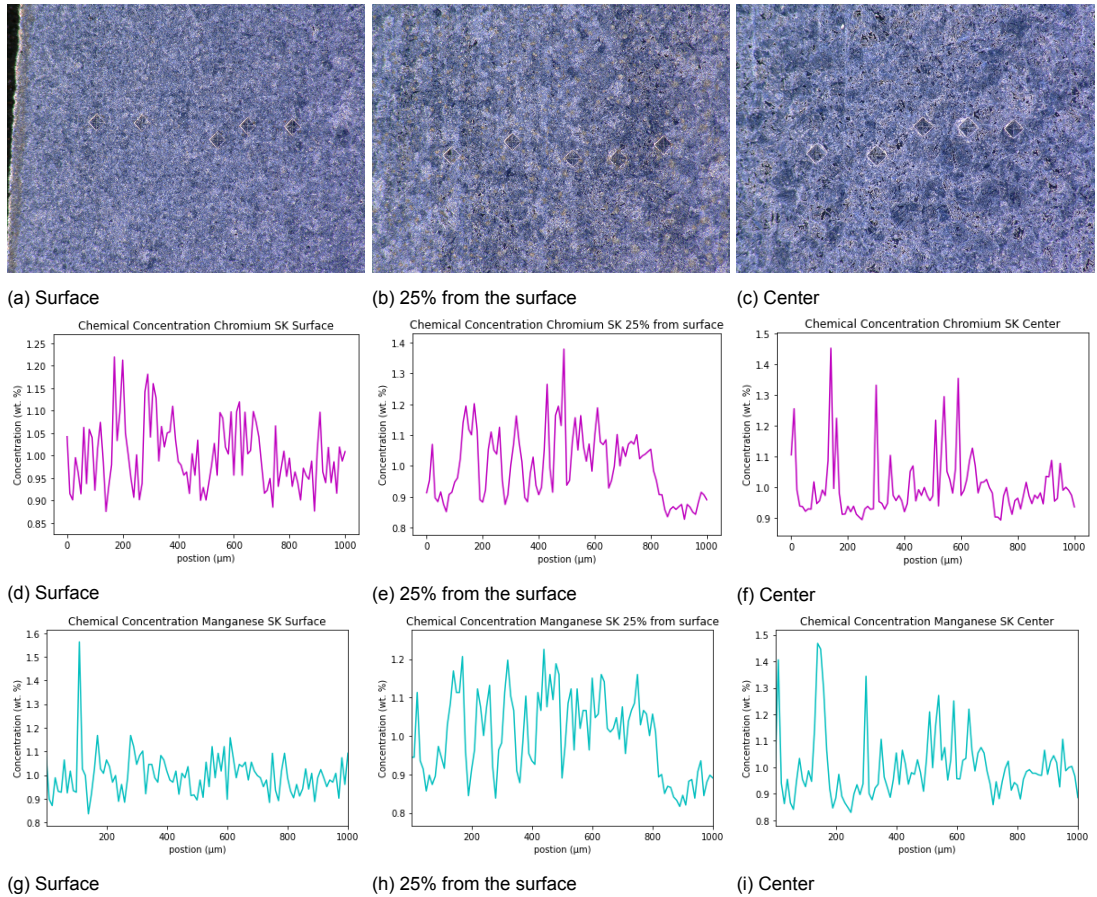 (a) Surface
(b) 25% from the surface
(c) Center
Chemical Concentration Chromium SK Surface
Concentration (wt. %)
1.25
1.20
1.15
1.10
1.05
1.00
0.95
0.90
0.85
0
200
400
600
800
1000
postion (µm)
Chemical Concentration Chromium SK 25% from surface
Concentration (wt. %)
1.4
1.3
1.2
1.1
1.0
0.9
0.8
0
200
400
600
800
1000
postion (µm)
Chemical Concentration Chromium SK Center
Concentration (wt. %)
1.5
1.4
1.3
1.2
1.1
1.0
0.9
0
200
400
600
800
1000
postion (µm)
(d) Surface
(e) 25% from the surface
(f) Center
Chemical Concentration Manganese SK Surface
Concentration (wt. %)
1.6
1.5
1.4
1.3
1.2
1.1
1.0
0.9
0.8
200
400
600
800
1000
postion (µm)
Chemical Concentration Manganese SK 25% from surface
Concentration (wt. %)
1.2
1.1
1.0
0.9
0.8
200
400
600
800
1000
postion (µm)
Chemical Concentration Manganese SK Center
Concentration (wt. %)
1.5
1.4
1.3
1.2
1.1
1.0
0.9
0.8
200
400
600
800
1000
postion (µm)
(g) Surface
(h) 25% from the surface
(i) Center